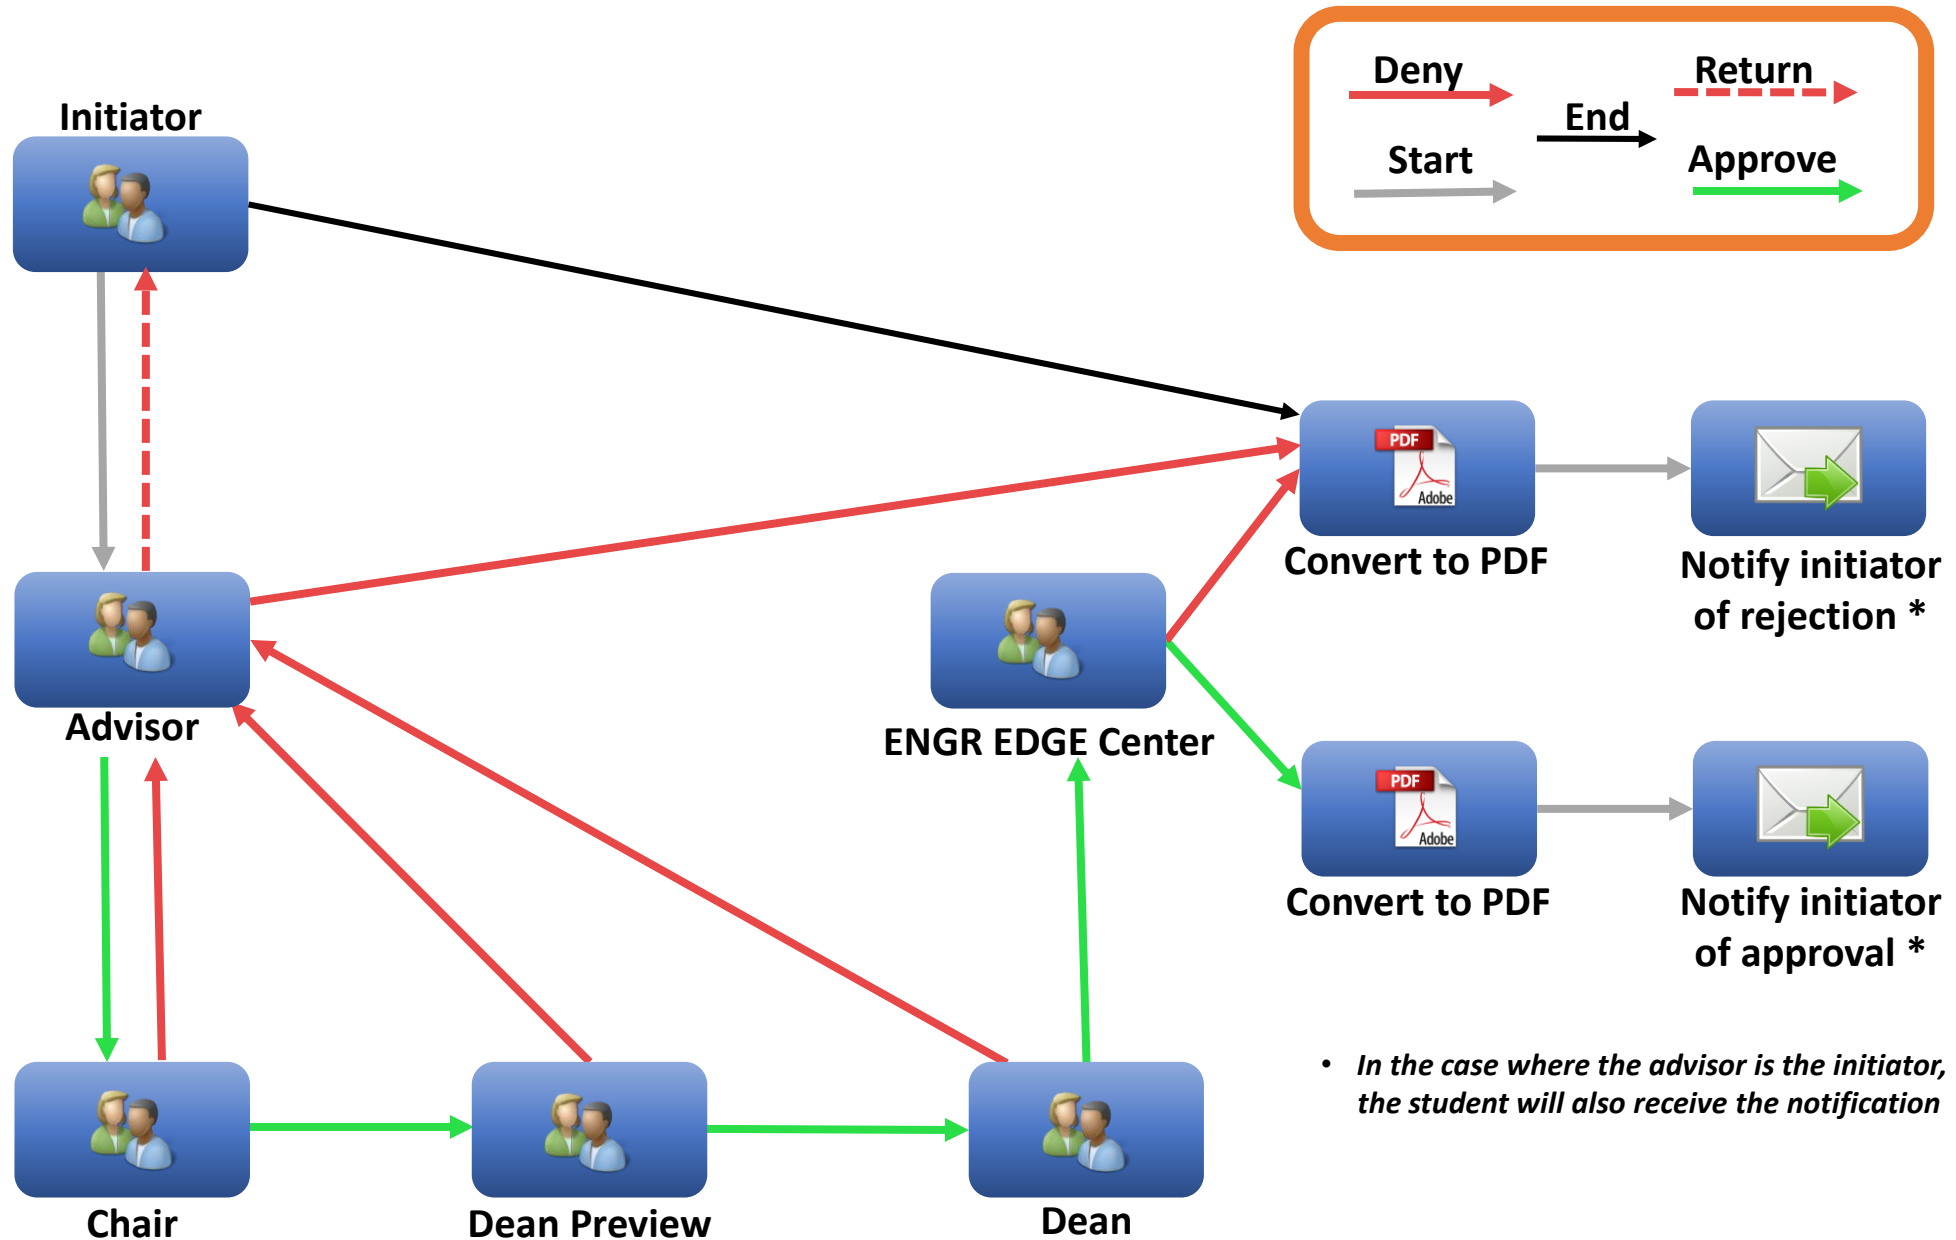 Deny
Return
End
Start
Approve
Initiator
PDF
Adobe
Convert to PDF
Notify initiator
of rejection *
Advisor
ENGR EDGE Center
PDF
Adobe
Convert to PDF
Notify initiator
of approval *
• In the case where the advisor is the initiator,
the student will also receive the notification
Chair
Dean Preview
Dean